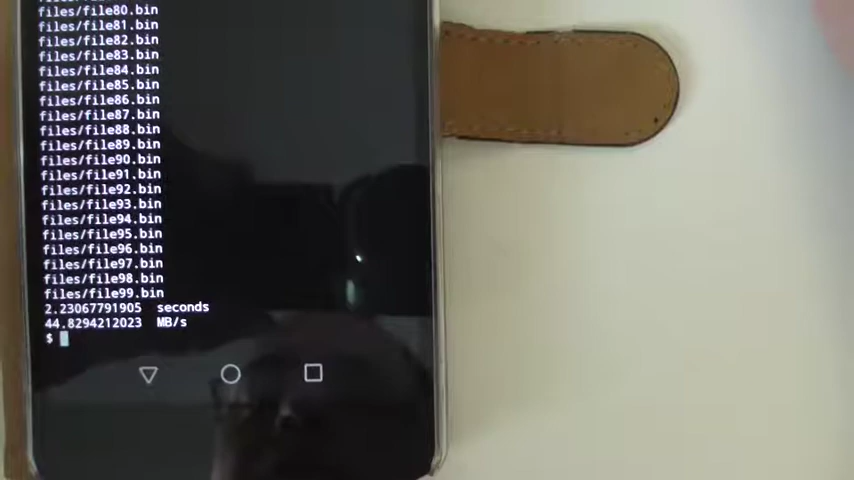 files/file80.bin
files/file81.bin
files/file82.bin
files/file83.bin
files/file84.bin
files/file85.bin
files/file86.bin
files/file87.bin
files/file88.bin
files/file89.bin
files/file90.bin
files/file91.bin
files/file92.bin
files/file93.bin
files/file94.bin
files/file95.bin
files/file96.bin
files/file97.bin
files/file98.bin
files/file99.bin
2.23067791905 seconds
44.8294212023 MB/s
$